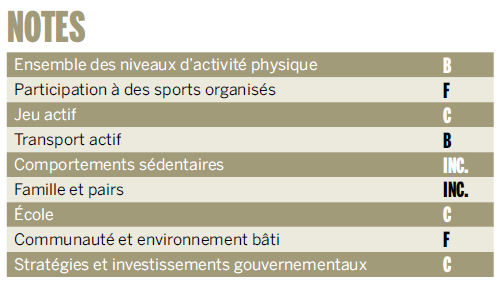 NOTES
Ensemble des niveaux d'activité physique B
Participation à des sports organisés F
Jeu actif C
Transport actif B
Comportements sédentaires INC.
Famille et pairs INC.
École C
Communauté et environnement bâti F
Stratégies et investissements gouvernementaux C